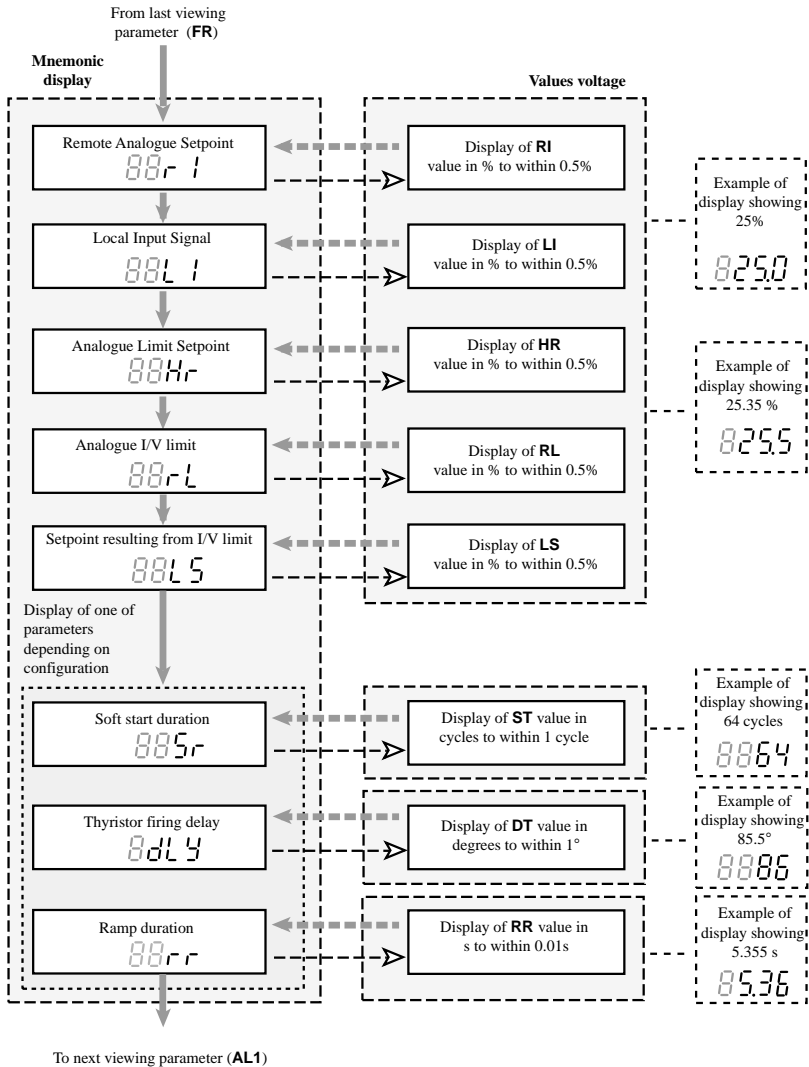 From last viewing
parameter (FR)
Mnemonic
display
Values voltage
Remote Analogue Setpoint
88r I
Display of RI
value in % to within 0.5%
Example of
display showing
25%
825.0
Local Input Signal
88L I
Display of LI
value in % to within 0.5%
Analogue Limit Setpoint
88Hr
Display of HR
value in % to within 0.5%
Example of
display showing
25.35 %
825.5
Analogue I/V limit
88rL
Display of RL
value in % to within 0.5%
Setpoint resulting from I/V limit
88LS
Display of LS
value in % to within 0.5%
Display of one of
parameters
depending on
configuration
Soft start duration
88Sr
Display of ST value in
cycles to within 1 cycle
Example of
display showing
64 cycles
8864
Thyristor firing delay
8dLY
Display of DT value in
degrees to within 1°
Example of
display showing
85.5°
8886
Ramp duration
88rr
Display of RR value in
s to within 0.01s
Example of
display showing
5.355 s
85.36
To next viewing parameter (AL1)